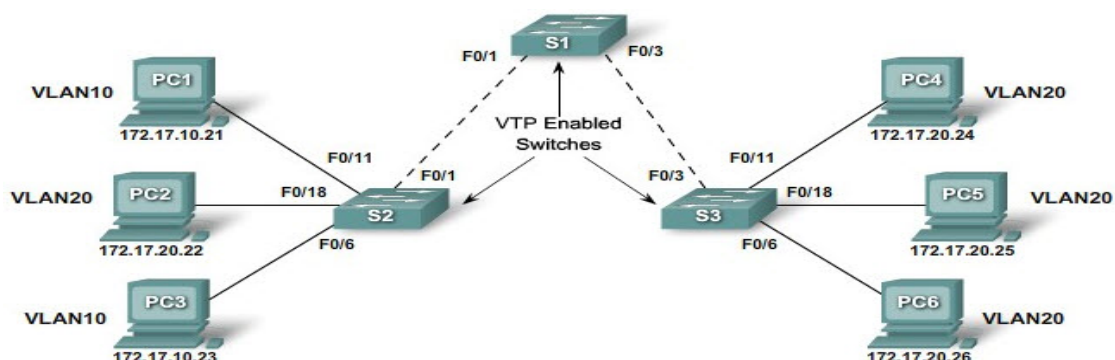 S1
F0/1
F0/3
PC1
VLAN10
172.17.10.21
PC4
VLAN20
172.17.20.24
VTP Enabled
Switches
F0/11
F0/1
F0/3
F0/11
PC2
VLAN20
172.17.20.22
F0/18
S2
F0/6
S3
F0/18
F0/6
PC5
VLAN20
172.17.20.25
PC3
VLAN10
172.17.10.23
PC6
VLAN20
172.17.20.26